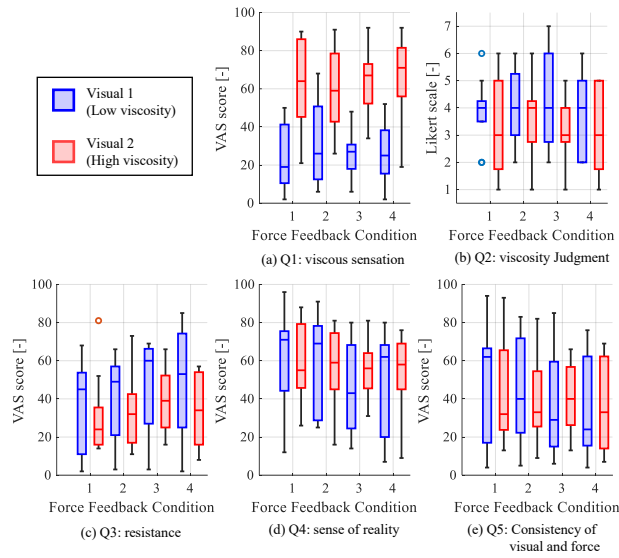 Visual 1
(Low viscosity)
Visual 2
(High viscosity)
VAS score [-]
100
80
60
40
20
0
1 2 3 4
Force Feedback Condition
(a) Q1: viscous sensation
Likert scale [-]
7
6
5
4
3
2
1
1 2 3 4
Force Feedback Condition
(b) Q2: viscosity Judgment
VAS score [-]
100
80
60
40
20
0
1 2 3 4
Force Feedback Condition
(c) Q3: resistance
VAS score [-]
100
80
60
40
20
0
1 2 3 4
Force Feedback Condition
(d) Q4: sense of reality
VAS score [-]
100
80
60
40
20
0
1 2 3 4
Force Feedback Condition
(e) Q5: Consistency of
visual and force